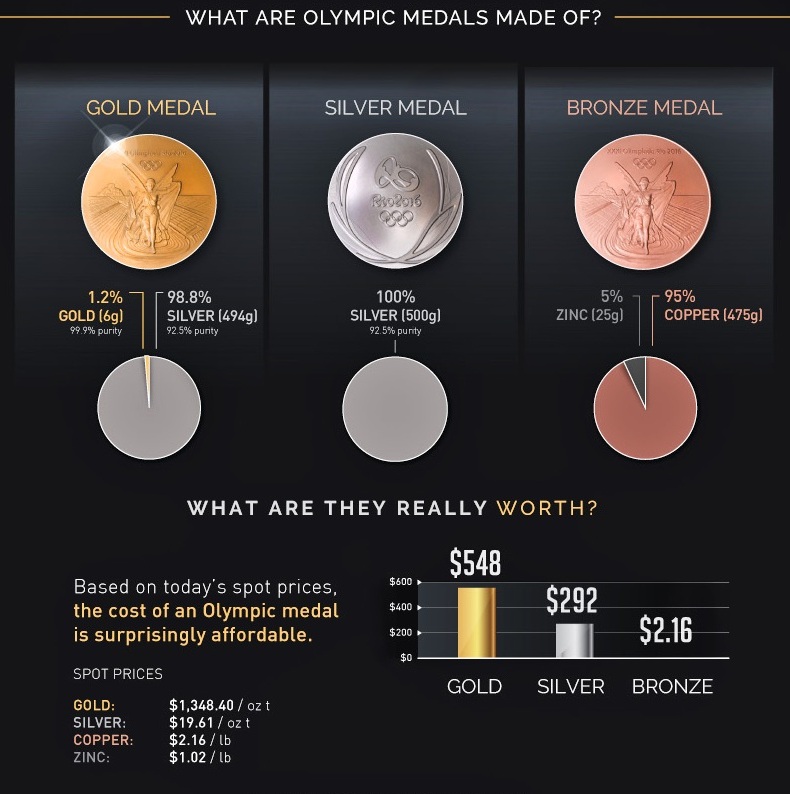 WHAT ARE OLYMPIC MEDALS MADE OF?
GOLD MEDAL
SILVER MEDAL
BRONZE MEDAL
Rio2016
1.2%
GOLD (6g)
99.9% purity
98.8%
SILVER (494g)
92.5% purity
100%
SILVER (500g)
92.5% purity
5%
ZINC (25g)
95%
COPPER (475g)
WHAT ARE THEY REALLY WORTH?
Based on today's spot prices,
the cost of an Olympic medal
is surprisingly affordable.
SPOT PRICES
GOLD: $1,348.40 / oz t
SILVER: $19.61 / oz t
COPPER: $2.16 / lb
ZINC: $1.02 / lb
$600
$400
$200
$0
$548
$292
$2.16
GOLD
SILVER
BRONZE